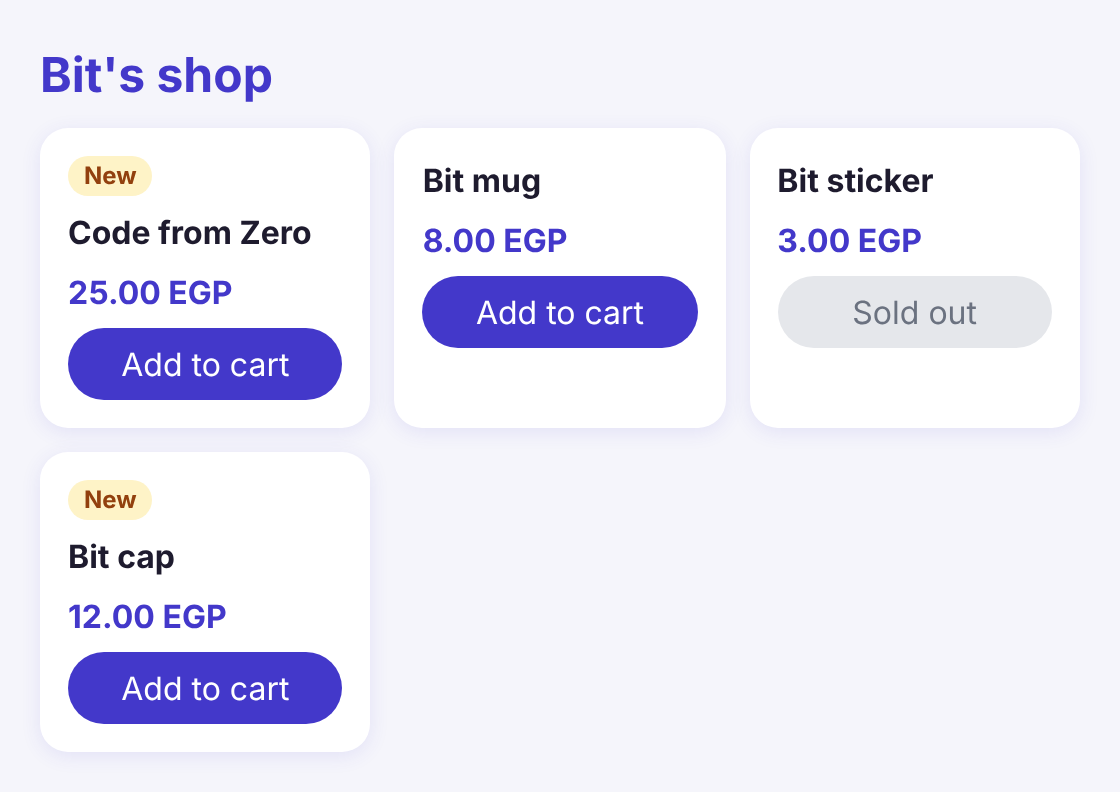 Bit's shop
New
Code from Zero
25.00 EGP
Add to cart
Bit mug
8.00 EGP
Add to cart
Bit sticker
3.00 EGP
Sold out
New
Bit cap
12.00 EGP
Add to cart